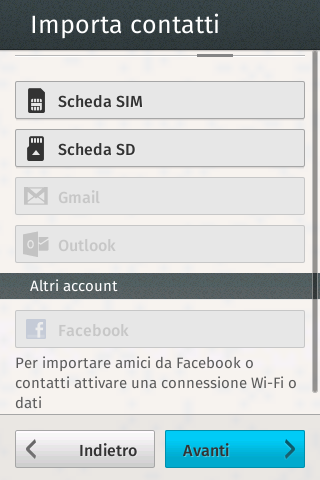 Importa contatti
Scheda SIM
Scheda SD
Gmail
Outlook
Altri account
Facebook
Per importare amici da Facebook o
contatti attivare una connessione Wi-Fi o
dati
Indietro
Avanti